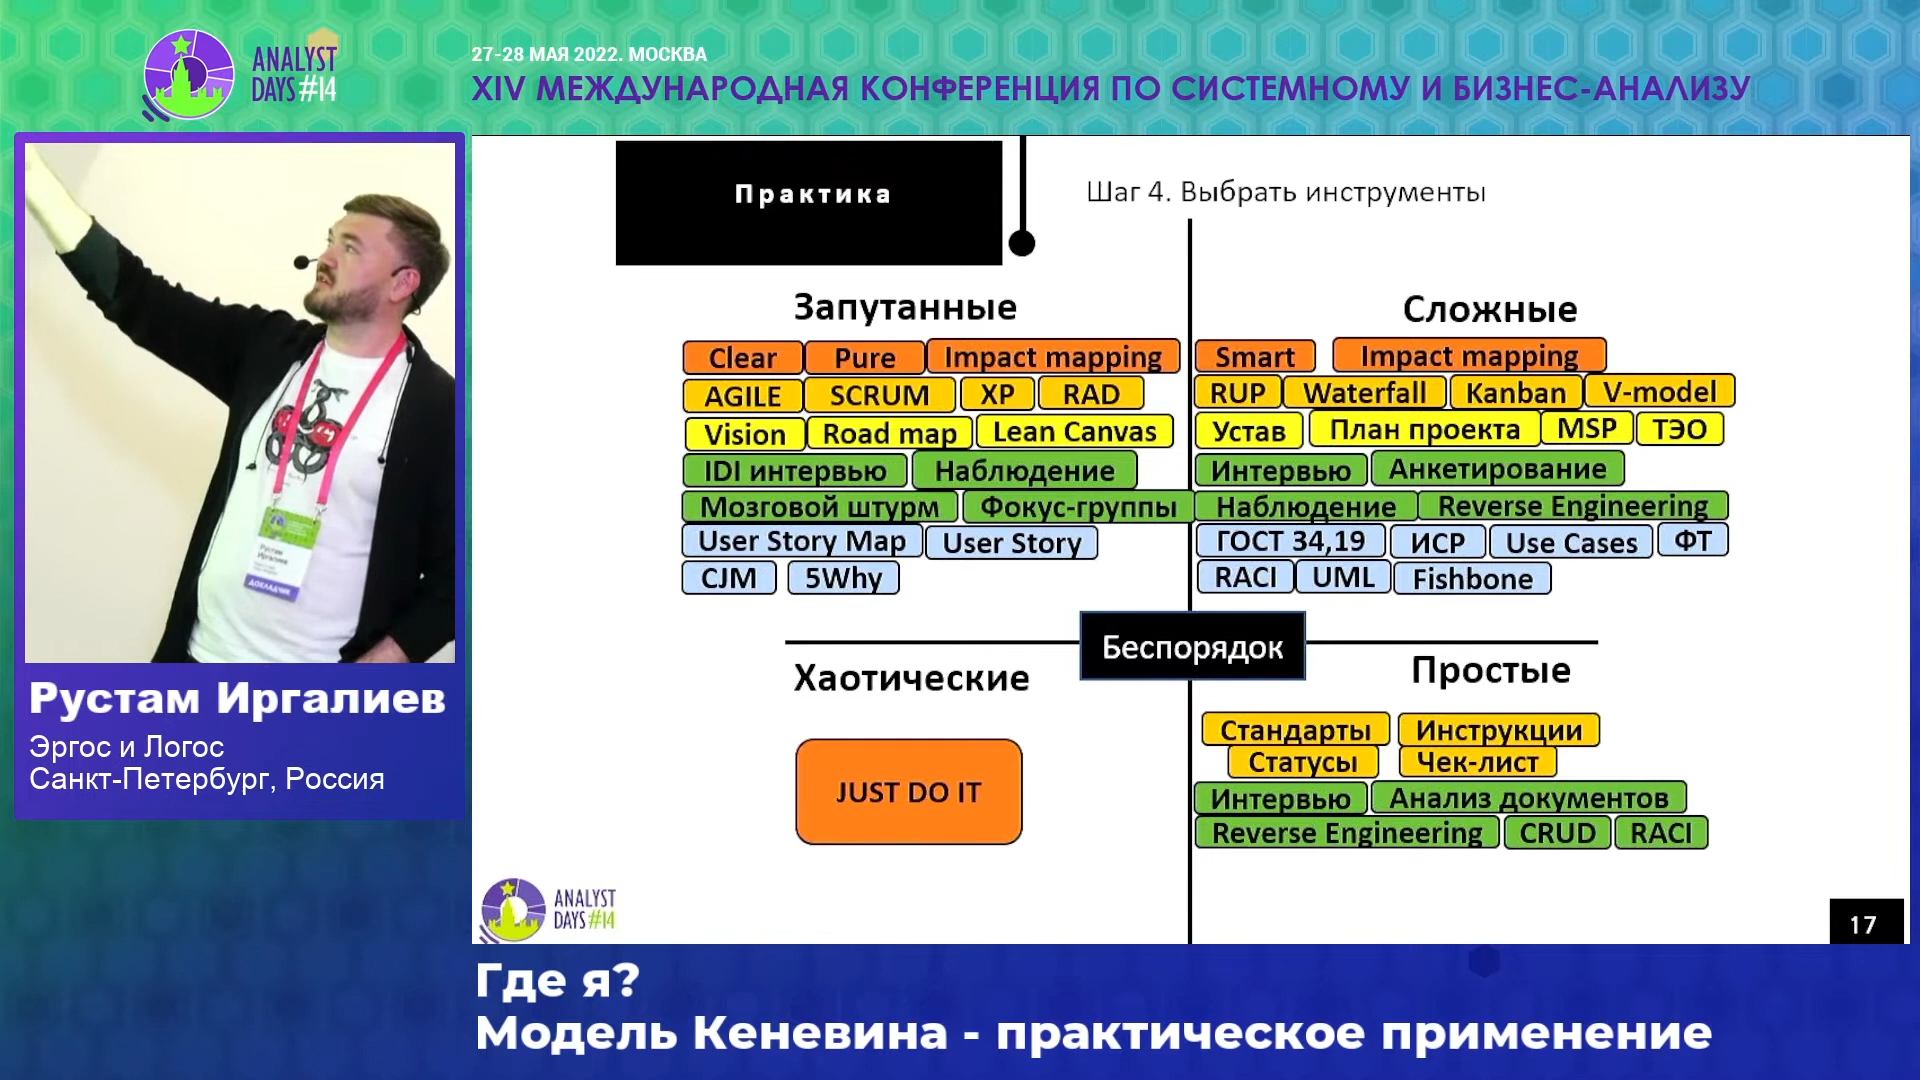 ANALYST
DAYS#14
27-28 МАЯ 2022. МОСКВА
XIV МЕЖДУНАРОДНАЯ КОНФЕРЕНЦИЯ ПО СИСТЕМНОМУ И БИЗНЕС-АНАЛИЗУ
Рустам
Иргалиев
ДОКЛАДЧИК
Рустам Иргалиев
Эргос и Логос
Санкт-Петербург, Россия
Практика
Шаг 4. Выбрать инструменты
Запутанные
Clear Pure Impact mapping
AGILE SCRUM XP RAD
Vision Road map Lean Canvas
IDI интервью Наблюдение
Мозговой штурм Фокус-группы
User Story Map User Story
CJM 5Why
Сложные
Smart Impact mapping
RUP Waterfall Kanban V-model
Устав План проекта MSP ТЭО
Интервью Анкетирование
Наблюдение Reverse Engineering
ГОСТ 34,19 ИСР Use Cases ФТ
RACI UML Fishbone
Беспорядок
Хаотические
JUST DO IT
Простые
Стандарты Инструкции
Статусы Чек-лист
Интервью Анализ документов
Reverse Engineering CRUD RACI
ANALYST
DAYS#14
17
Где я?
Модель Кеневина - практическое применение